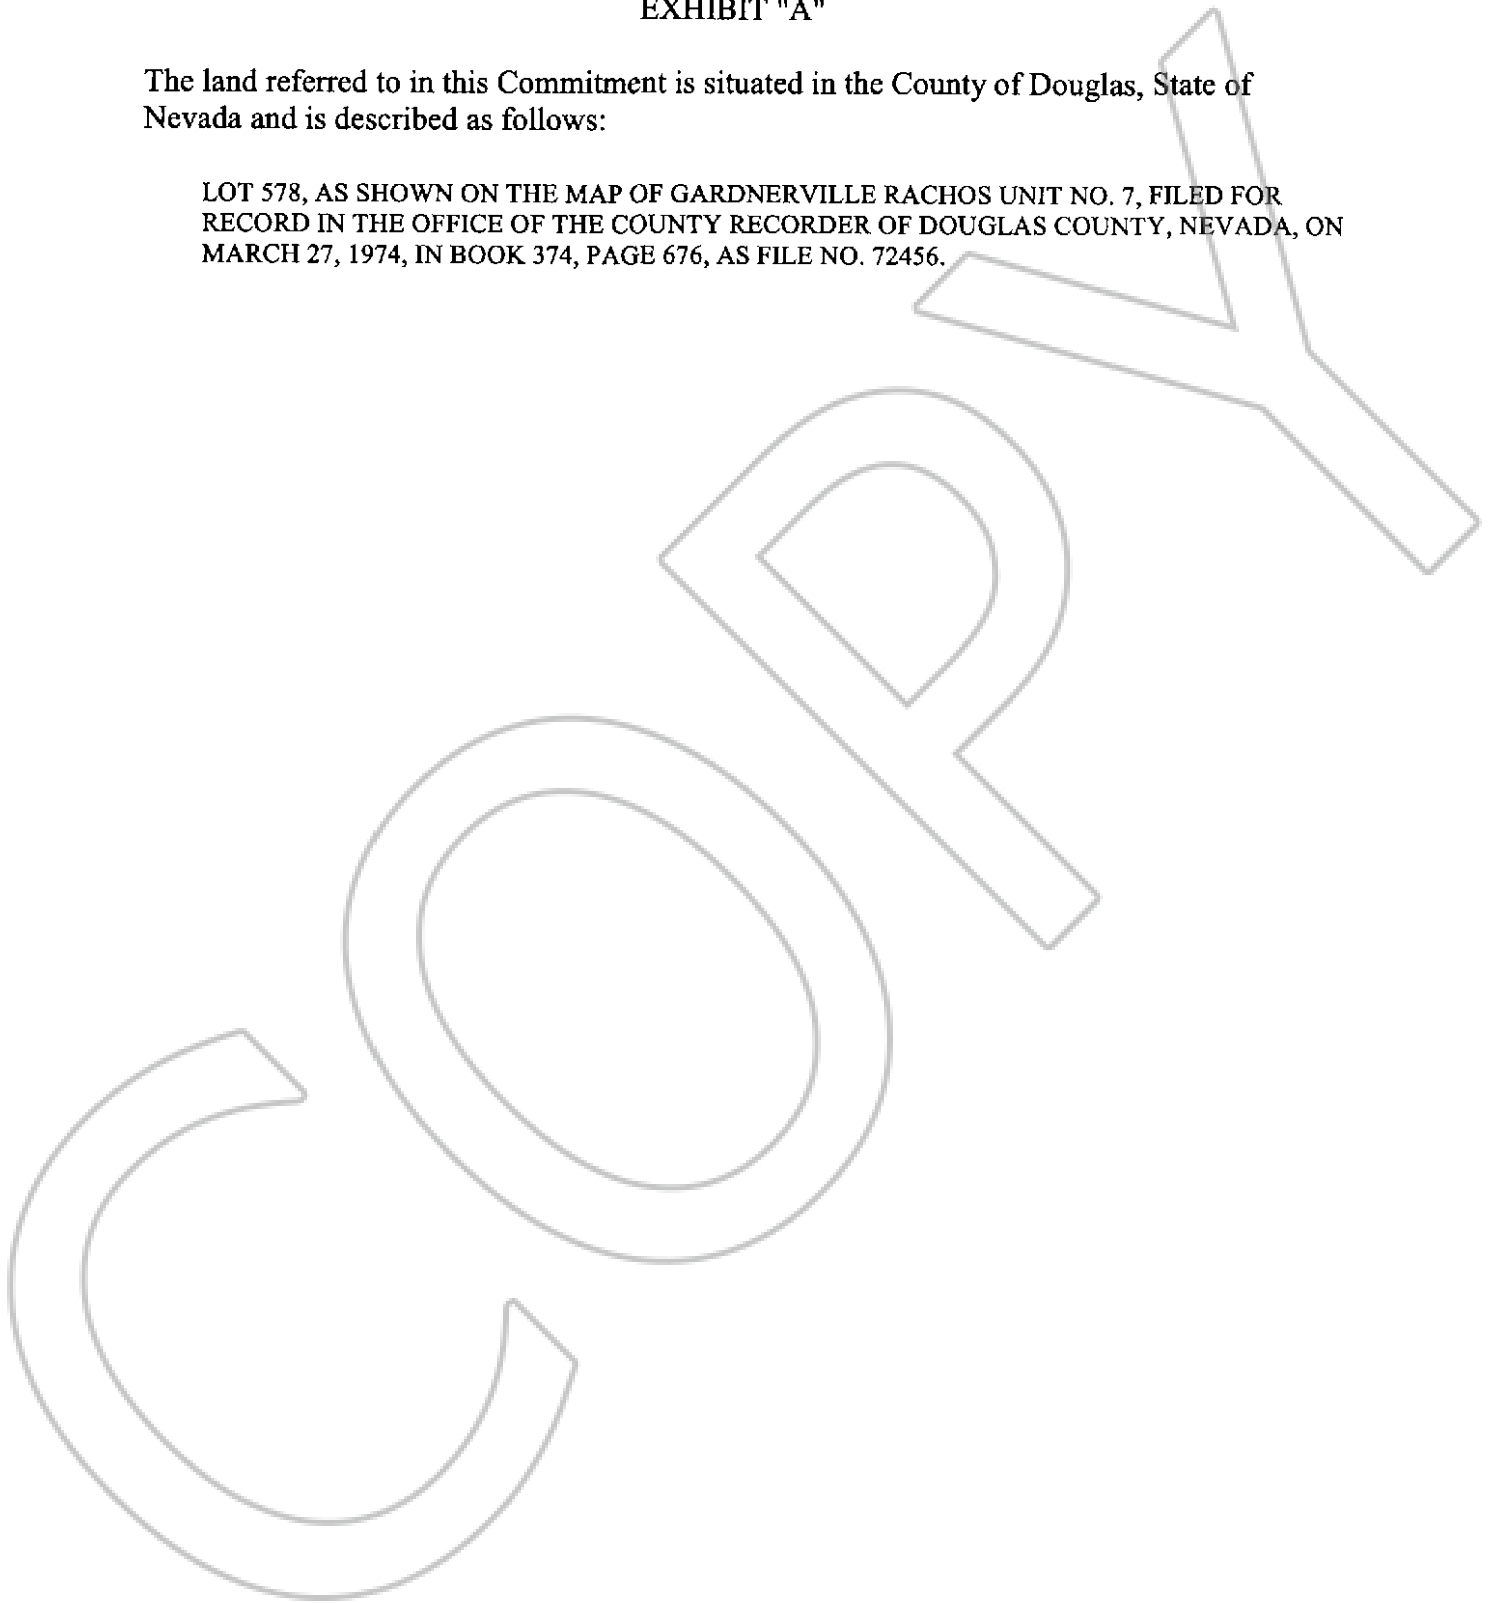 EXHIBIT "A"
The land referred to in this Commitment is situated in the County of Douglas, State of
Nevada and is described as follows:
LOT 578, AS SHOWN ON THE MAP OF GARDNERVILLE RACHOS UNIT NO. 7, FILED FOR
RECORD IN THE OFFICE OF THE COUNTY RECORDER OF DOUGLAS COUNTY, NEVADA, ON
MARCH 27, 1974, IN BOOK 374, PAGE 676, AS FILE NO. 72456.
COPY